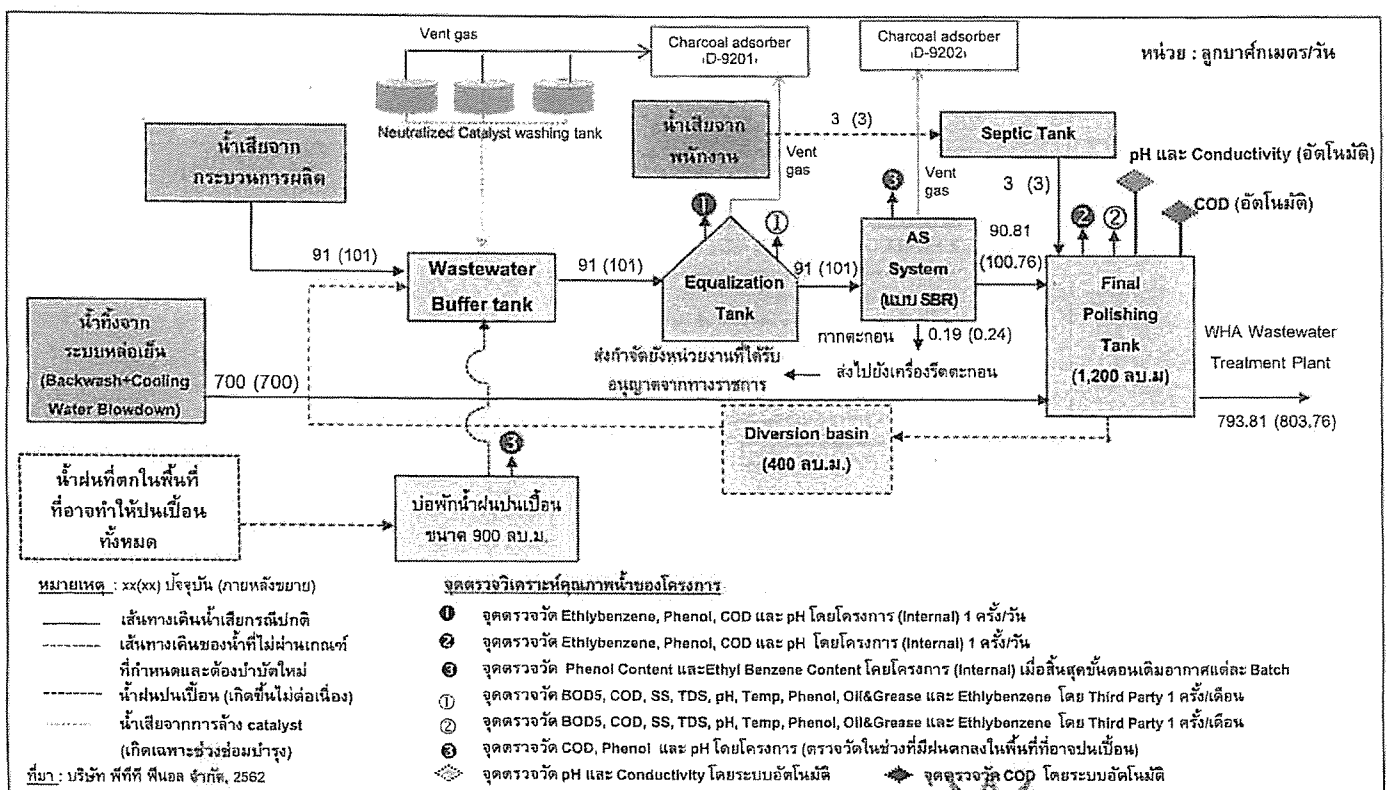 Vent gas
Charcoal adsorber
(D-9201)
Charcoal adsorber
(D-9202)
หน่วย : ลูกบาศก์เมตร/วัน
Neutralized Catalyst washing tank
น้ำเสียจาก
กระบวนการผลิต
น้ำเสียจาก
พนักงาน
3 (3)
Septic Tank
Vent
gas
Vent
gas
3 (3)
pH และ Conductivity (อัตโนมัติ)
COD (อัตโนมัติ)
❸
❶
①
❷ ②
91 (101)
Wastewater
Buffer tank
91 (101)
Equalization
Tank
91 (101)
AS
System
(แบบ SBR)
90.81
(100.76)
Final
Polishing
Tank
(1,200 ลบ.ม)
WHA Wastewater
Treatment Plant
793.81 (803.76)
กากตะกอน
0.19 (0.24)
ส่งไปยังเครื่องรีดตะกอน
ส่งกำจัดยังหน่วยงานที่ได้รับ
อนุญาตจากทางราชการ
น้ำทิ้งจาก
ระบบหล่อเย็น
(Backwash+Cooling
Water Blowdown)
700 (700)
Diversion basin
(400 ลบ.ม.)
น้ำฝนที่ตกในพื้นที่
ที่อาจทำให้ปนเปื้อน
ทั้งหมด
❸
บ่อพักน้ำฝนปนเปื้อน
ขนาด 900 ลบ.ม.
หมายเหตุ : xx(xx) ปัจจุบัน (ภายหลังขยาย)
เส้นทางเดินน้ำเสียกรณีปกติ
เส้นทางเดินของน้ำที่ไม่ผ่านเกณฑ์
ที่กำหนดและต้องบำบัดใหม่
น้ำฝนปนเปื้อน (เกิดขึ้นไม่ต่อเนื่อง)
น้ำเสียจากการล้าง catalyst
(เกิดเฉพาะช่วงซ่อมบำรุง)
ที่มา : บริษัท พีทีที ฟีนอล จำกัด, 2562
จุดตรวจวิเคราะห์คุณภาพน้ำของโครงการ
❶ จุดตรวจวัด Ethlybenzene, Phenol, COD และ pH โดยโครงการ (Internal) 1 ครั้ง/วัน
❷ จุดตรวจวัด Ethlybenzene, Phenol, COD และ pH โดยโครงการ (Internal) 1 ครั้ง/วัน
❸ จุดตรวจวัด Phenol Content และEthyl Benzene Content โดยโครงการ (Internal) เมื่อสิ้นสุดขั้นตอนเติมอากาศแต่ละ Batch
① จุดตรวจวัด BOD5, COD, SS, TDS, pH, Temp, Phenol, Oil&Grease และ Ethlybenzene โดย Third Party 1 ครั้ง/เดือน
② จุดตรวจวัด BOD5, COD, SS, TDS, pH, Temp, Phenol, Oil&Grease และ Ethlybenzene โดย Third Party 1 ครั้ง/เดือน
❸ จุดตรวจวัด COD, Phenol และ pH โดยโครงการ (ตรวจวัดในช่วงที่มีฝนตกลงในพื้นที่ที่อาจปนเปื้อน)
จุดตรวจวัด pH และ Conductivity โดยระบบอัตโนมัติ
จุดตรวจวัด COD โดยระบบอัตโนมัติ